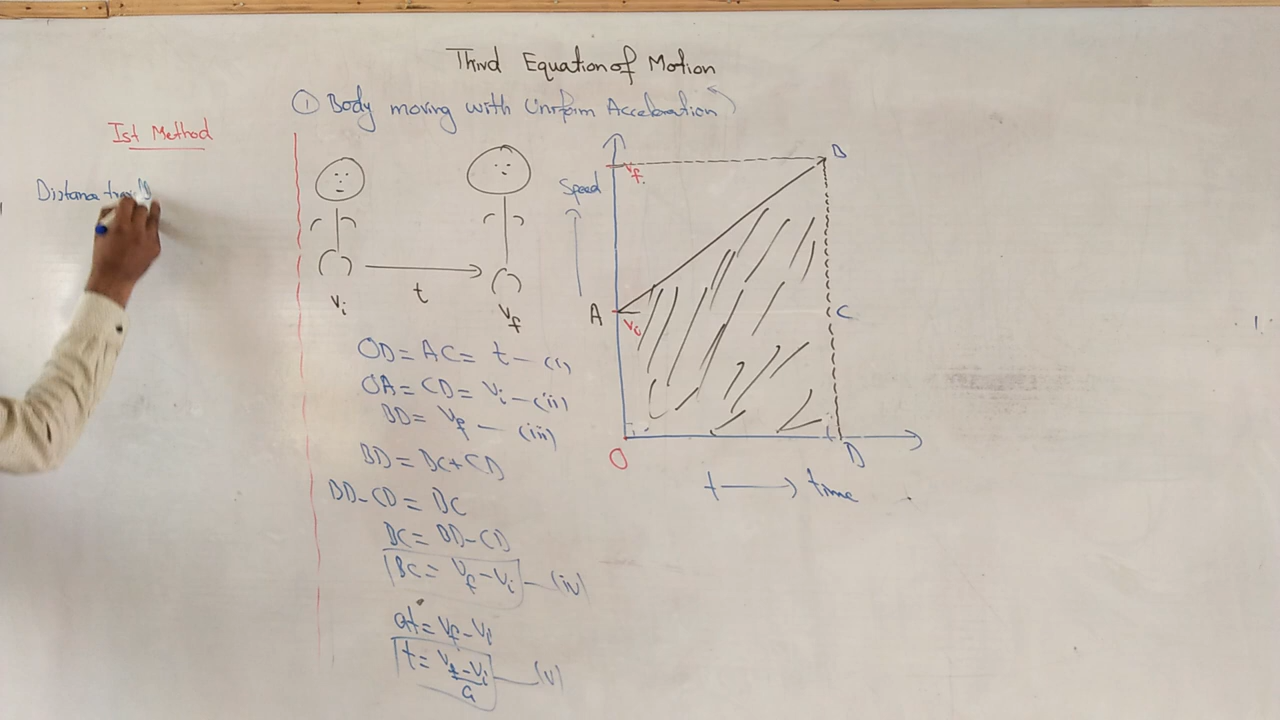 Third Equation of Motion
① Body moving with Uniform Acceleration
Ist Method
Distance
Vi
t
Vf
OD = AC = t — (i)
OA = CD = Vi — (ii)
BD = Vf — (iii)
BD = BC + CD
BD - CD = BC
BC = BD - CD
BC = Vf - Vi — (iv)
at = Vf - Vi
t = Vf - Vi / a — (v)
Speed
Vf
B
A
Vi
C
O
D
t → time